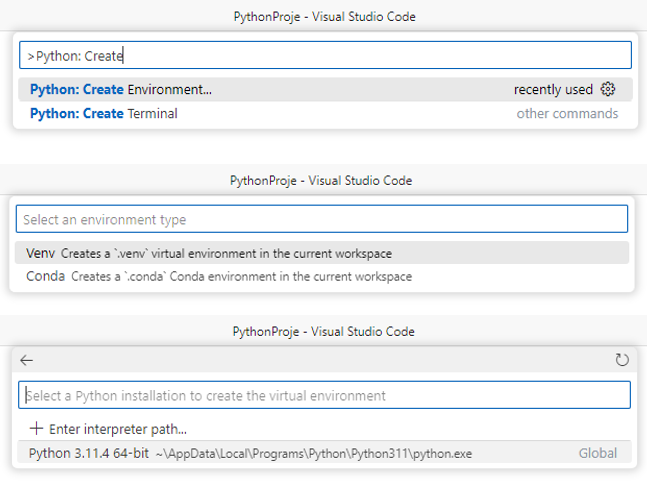 PythonProje - Visual Studio Code
>Python: Create
Python: Create Environment... recently used
Python: Create Terminal other commands
PythonProje - Visual Studio Code
Select an environment type
Venv Creates a `.venv` virtual environment in the current workspace
Conda Creates a `.conda` Conda environment in the current workspace
PythonProje - Visual Studio Code
Select a Python installation to create the virtual environment
+ Enter interpreter path...
Python 3.11.4 64-bit ~\AppData\Local\Programs\Python\Python311\python.exe Global